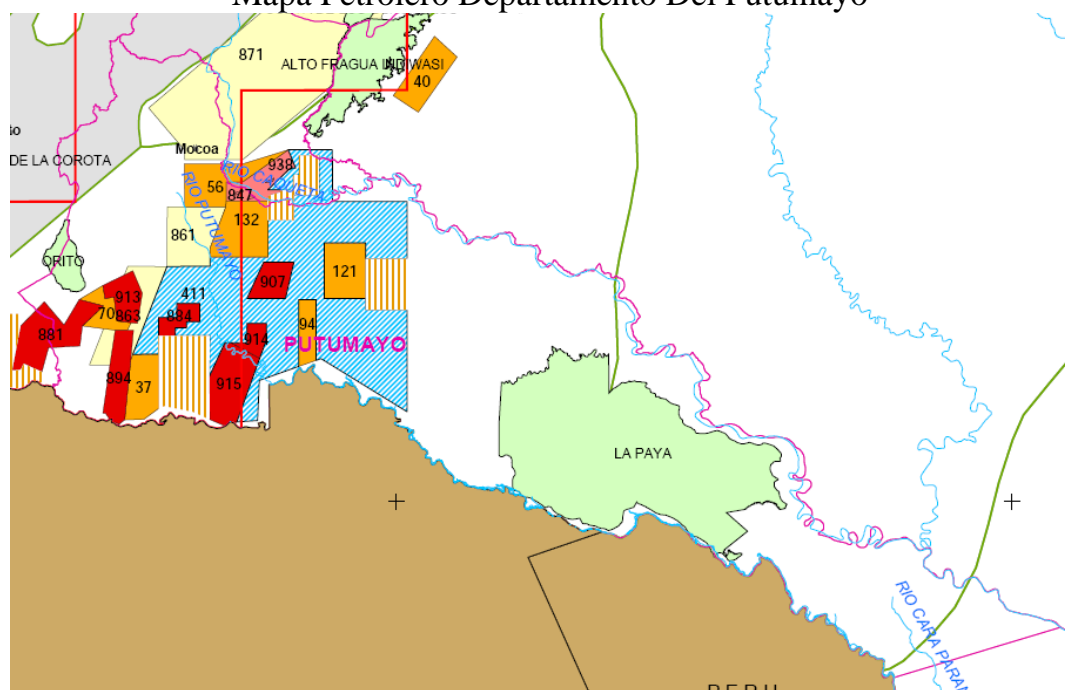 Mapa Petrolero Departamento Del Putumayo
871
ALTO FRAGUA INDIWASI
40
DE LA COROTA
Mocoa
938
RIO CAQUETA
56
847
RIO PUTUMAYO
132
861
ORITO
121
907
411
913
70
863
884
94
881
914
PUTUMAYO
894
37
915
LA PAYA
RIO CARA PARAN
PERU